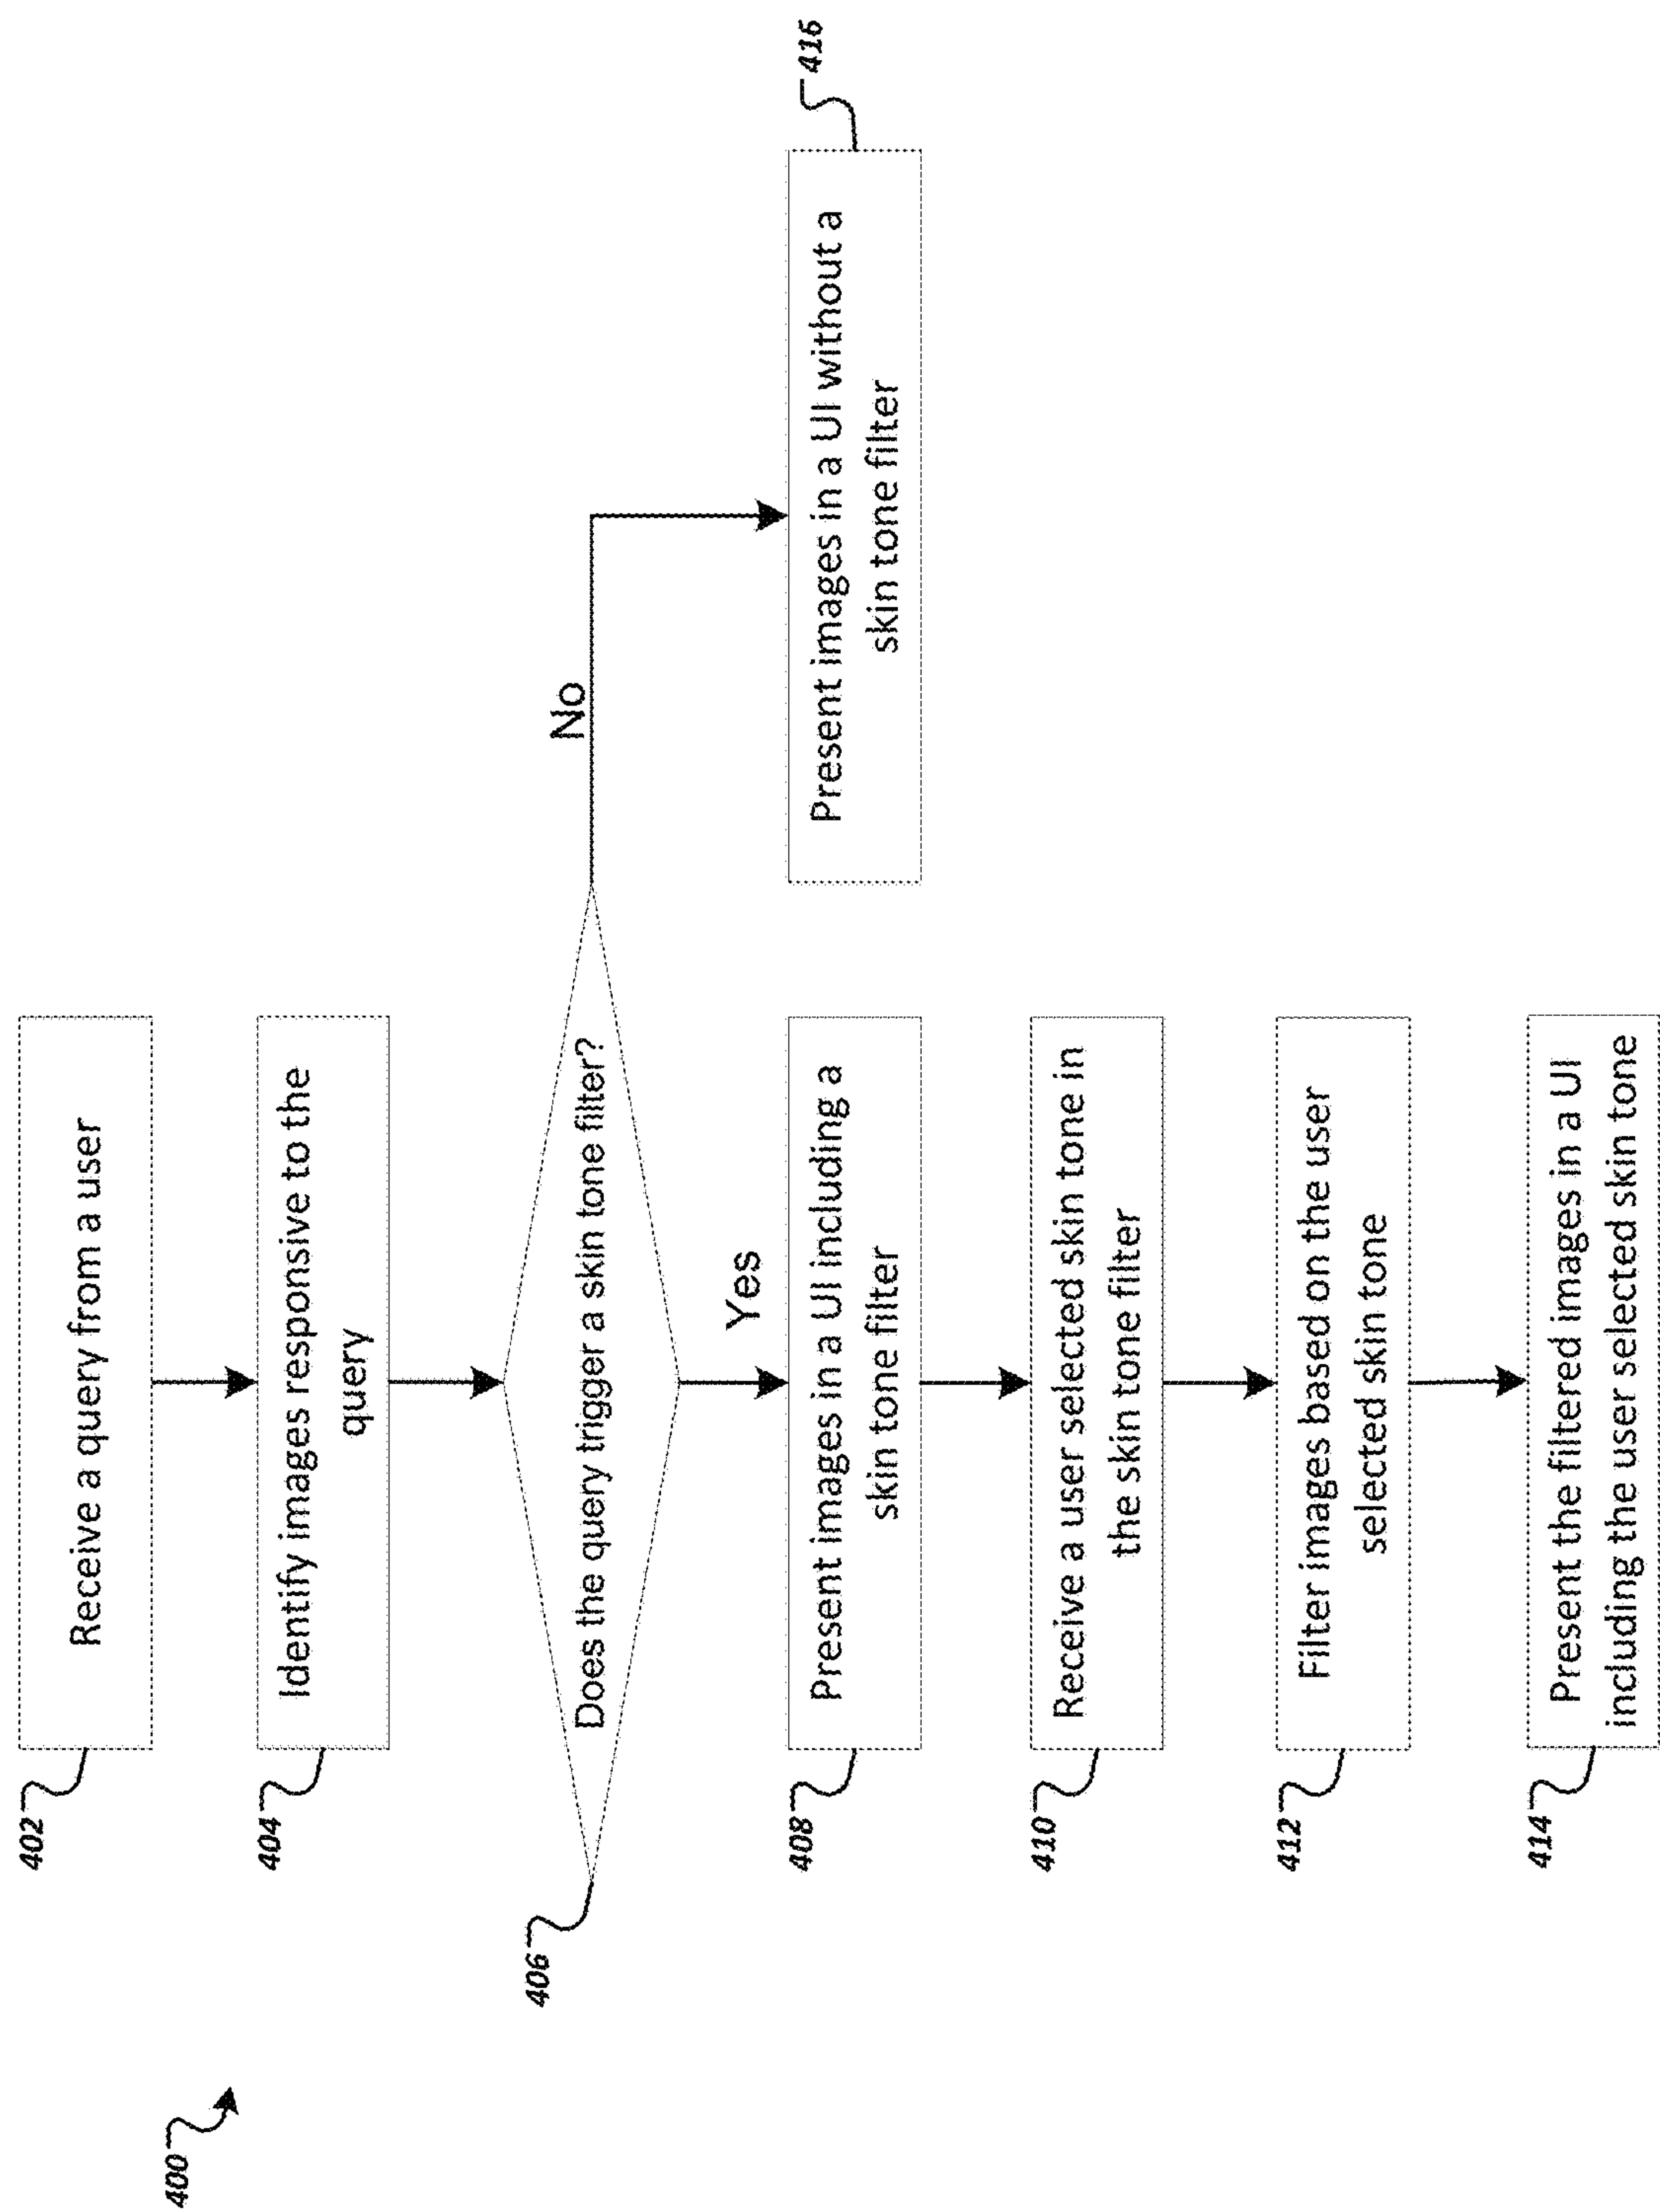 400
402
Receive a query from a user
404
Identify images responsive to the
query
406
Does the query trigger a skin tone filter?
No
Yes
408
Present images in a UI including a
skin tone filter
416
Present images in a UI without a
skin tone filter
410
Receive a user selected skin tone in
the skin tone filter
412
Filter images based on the user
selected skin tone
414
Present the filtered images in a UI
including the user selected skin tone